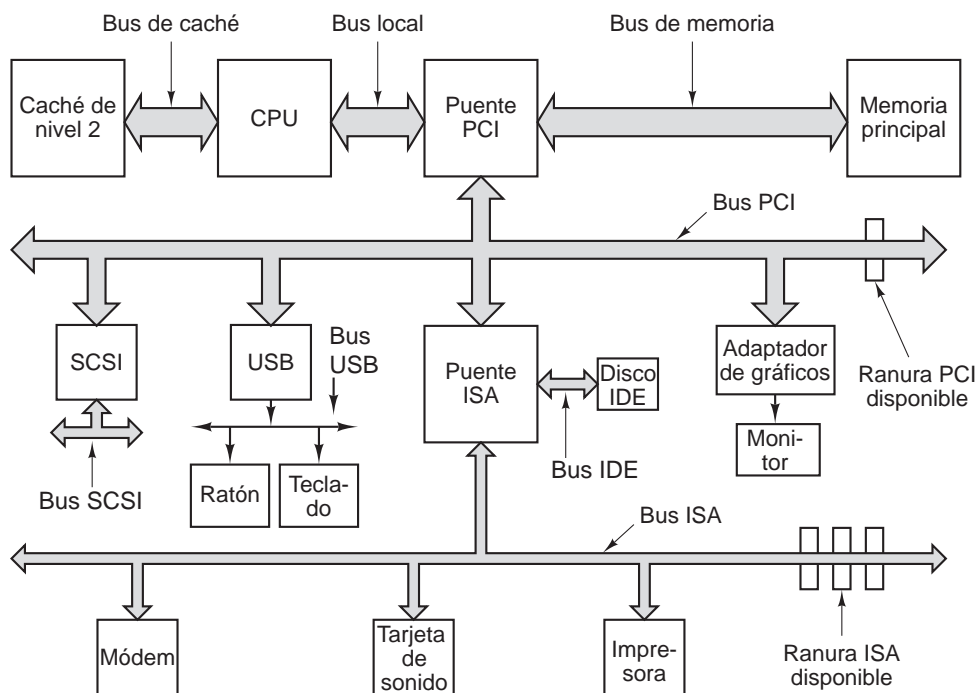 Bus de caché
Bus local
Bus de memoria
Caché de
nivel 2
CPU
Puente
PCI
Memoria
principal
Bus PCI
SCSI
USB
Bus
USB
Puente
ISA
Disco
IDE
Adaptador
de gráficos
Ranura PCI
disponible
Moni-
tor
Bus SCSI
Ratón
Tecla-
do
Bus IDE
Bus ISA
Módem
Tarjeta
de
sonido
Impre-
sora
Ranura ISA
disponible